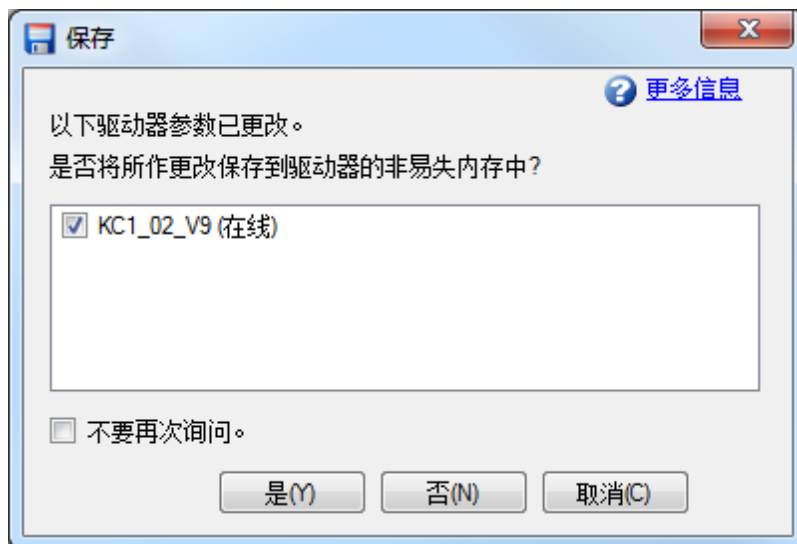 保存
更多信息
以下驱动器参数已更改。
是否将所作更改保存到驱动器的非易失内存中?
KC1_02_V9 (在线)
不要再次询问。
是(Y) 否(N) 取消(C)